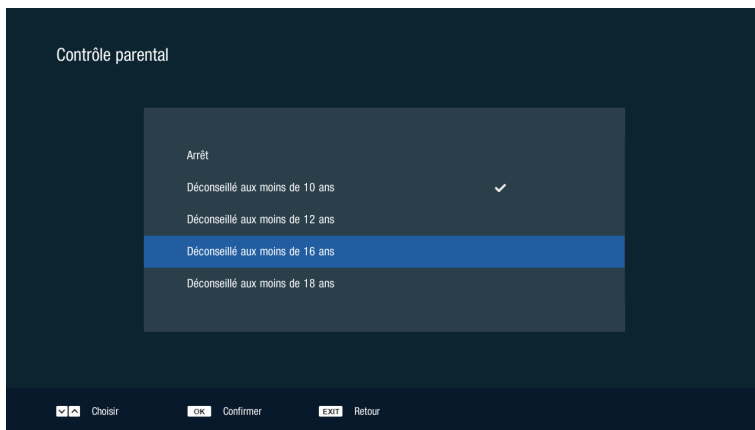 Contrôle parental
Arrêt
Déconseillé aux moins de 10 ans
Déconseillé aux moins de 12 ans
Déconseillé aux moins de 16 ans
Déconseillé aux moins de 18 ans
Choisir OK Confirmer EXIT Retour